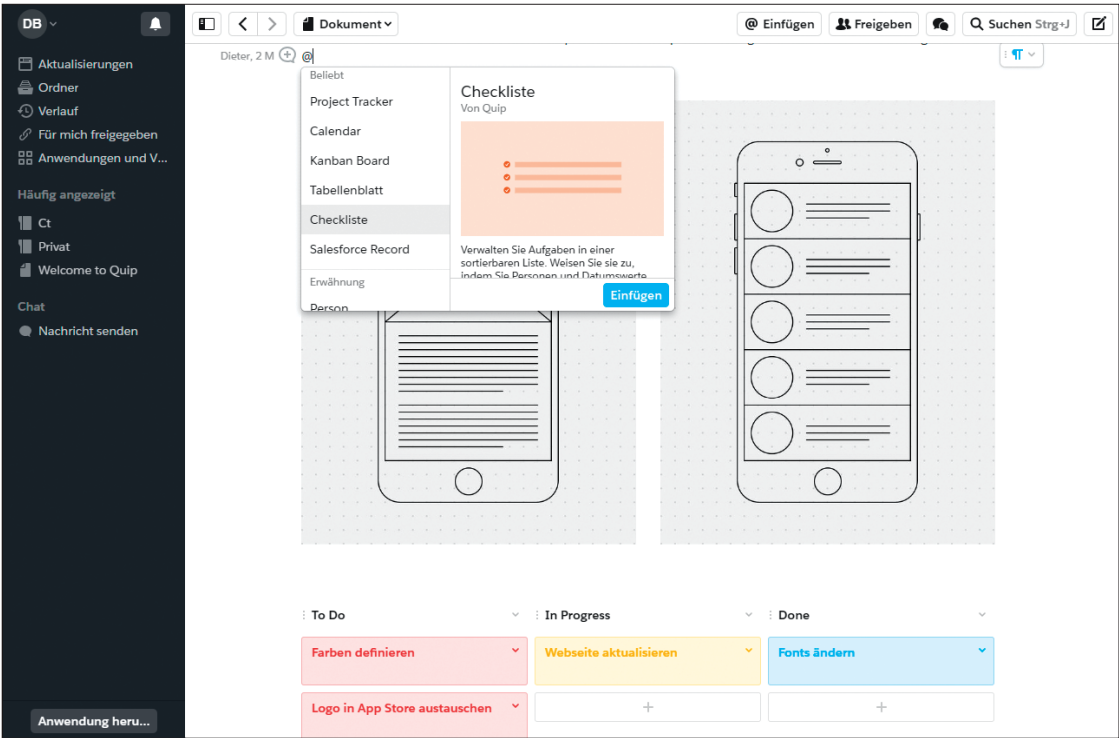 DB
Dokument
@ Einfügen
Freigeben
Suchen Strg+J
Aktualisierungen
Ordner
Verlauf
Für mich freigegeben
Anwendungen und V...
Häufig angezeigt
Ct
Privat
Welcome to Quip
Chat
Nachricht senden
Anwendung heru...
Dieter, 2 M
@
Beliebt
Project Tracker
Calendar
Kanban Board
Tabellenblatt
Checkliste
Salesforce Record
Erwähnung
Person
Checkliste
Von Quip
Verwalten Sie Aufgaben in einer
sortierbaren Liste. Weisen Sie sie zu,
indem Sie Personen und Datumswerte
Einfügen
To Do
In Progress
Done
Farben definieren
Webseite aktualisieren
Fonts ändern
Logo in App Store austauschen